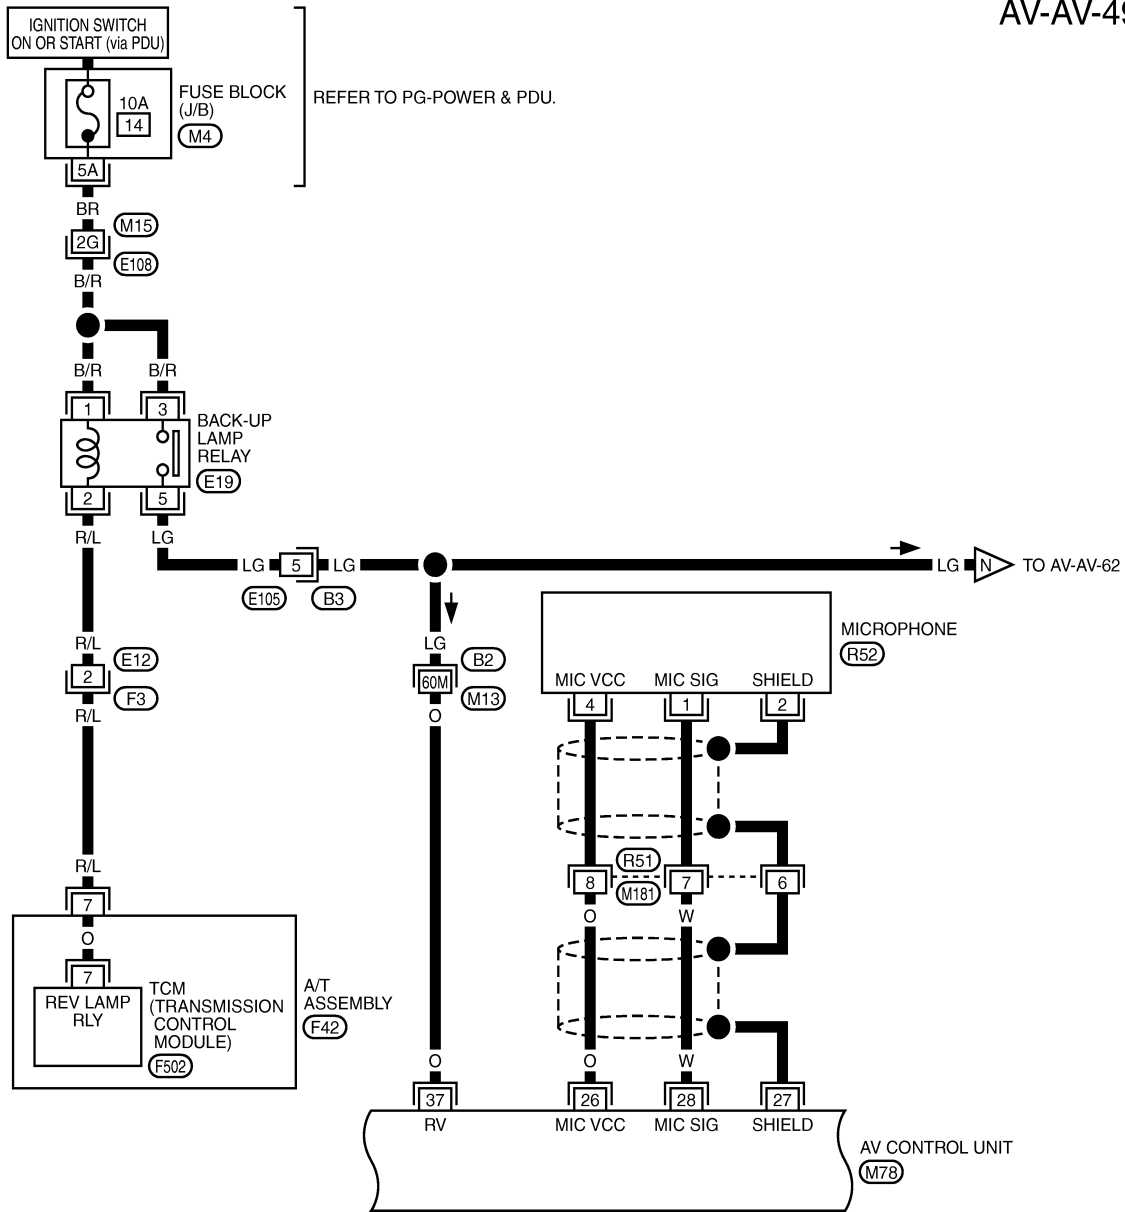 AV-AV-49
IGNITION SWITCH
ON OR START (via PDU)
10A
14
FUSE BLOCK
(J/B)
M4
REFER TO PG-POWER & PDU.
5A
BR
M15
2G
E108
B/R
B/R
B/R
1
3
BACK-UP
LAMP
RELAY
E19
2
5
R/L
LG
LG
5
LG
LG
N
TO AV-AV-62
E105
B3
R/L
E12
2
F3
R/L
LG
B2
60M
M13
O
MICROPHONE
R52
MIC VCC
MIC SIG
SHIELD
4
1
2
R51
8
M181
7
6
O
W
R/L
7
O
7
REV LAMP
RLY
TCM
(TRANSMISSION
CONTROL
MODULE)
F502
A/T
ASSEMBLY
F42
O
O
W
37
26
28
27
RV
MIC VCC
MIC SIG
SHIELD
AV CONTROL UNIT
M78